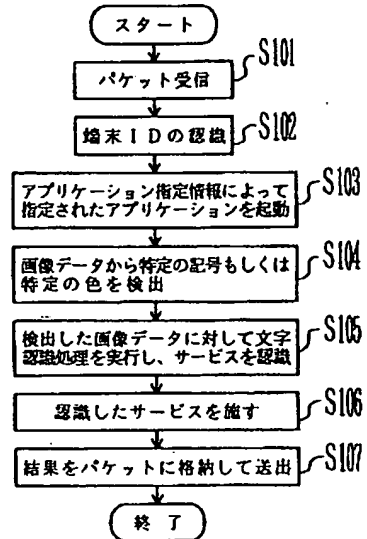 スタート
パケット受信
S101
端末IDの認識
S102
アプリケーション指定情報によって
指定されたアプリケーションを起動
S103
画像データから特定の記号もしくは
特定の色を検出
S104
検出した画像データに対して文字
認識処理を実行し、サービスを認識
S105
認識したサービスを施す
S106
結果をパケットに格納して送出
S107
終了